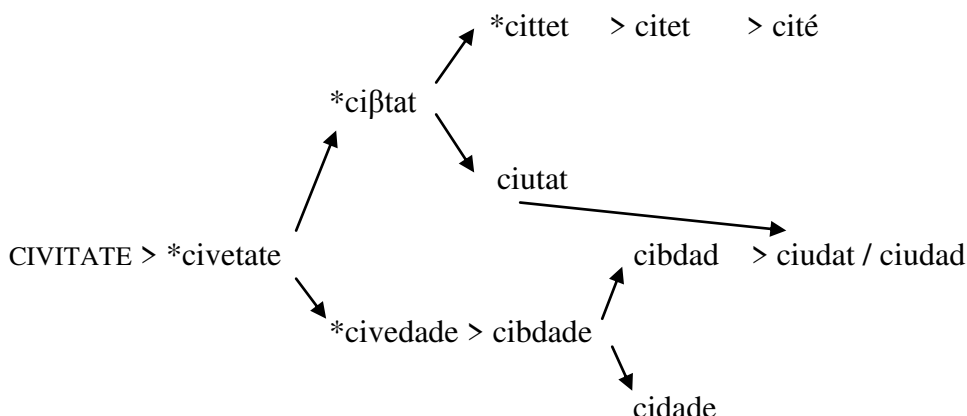 *cittet > citet > cité
*ciβtat
ciutat
CIVITATE > *civetate
cibdad > ciudat / ciudad
*civedade > cibdade
cidade